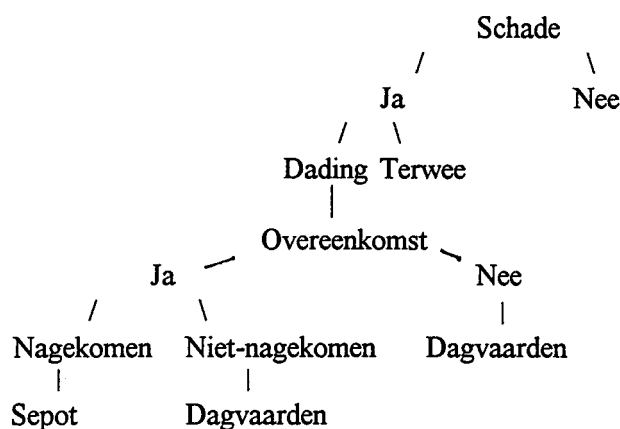 Schade
Ja Nee
Dading Terwee
Overeenkomst
Ja Nee
Nagekomen Niet-nagekomen Dagvaarden
Sepot Dagvaarden